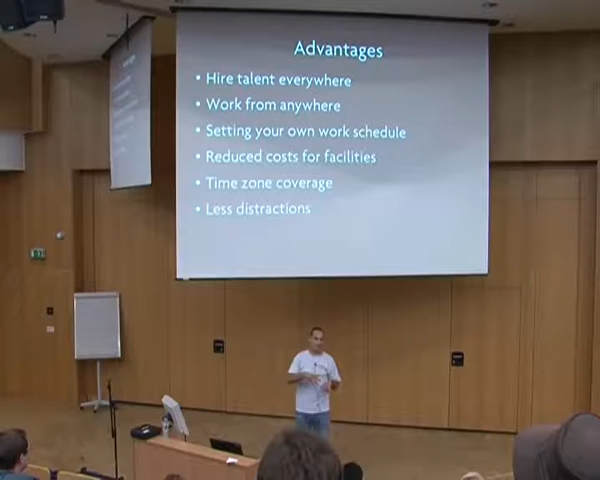 Advantages
• Hire talent everywhere
• Work from anywhere
• Setting your own work schedule
• Reduced costs for facilities
• Time zone coverage
• Less distractions